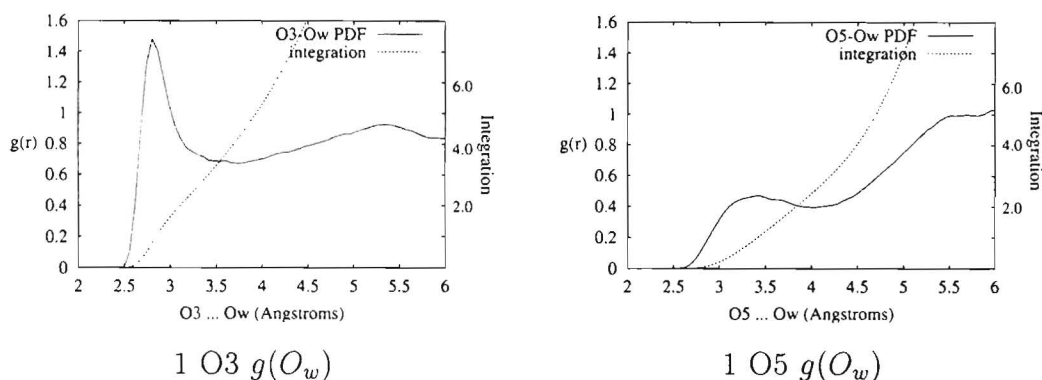 1.6
1.4
1.2
1
0.8
0.6
0.4
0.2
0
g(r)
O3-Ow PDF
integration
6.0
4.0
2.0
Integration
2 2.5 3 3.5 4 4.5 5 5.5 6
O3 ... Ow (Angstroms)
1 O3 g(O_w)
1.6
1.4
1.2
1
0.8
0.6
0.4
0.2
0
g(r)
O5-Ow PDF
integration
6.0
4.0
2.0
Integration
2 2.5 3 3.5 4 4.5 5 5.5 6
O5 ... Ow (Angstroms)
1 O5 g(O_w)